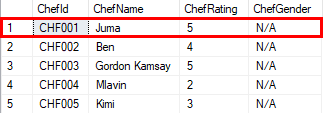 ChefId ChefName ChefRating ChefGender
1 CHF001 Juma 5 N/A
2 CHF002 Ben 4 N/A
3 CHF003 Gordon Kamsay 5 N/A
4 CHF004 Mlavin 2 N/A
5 CHF005 Kimi 3 N/A